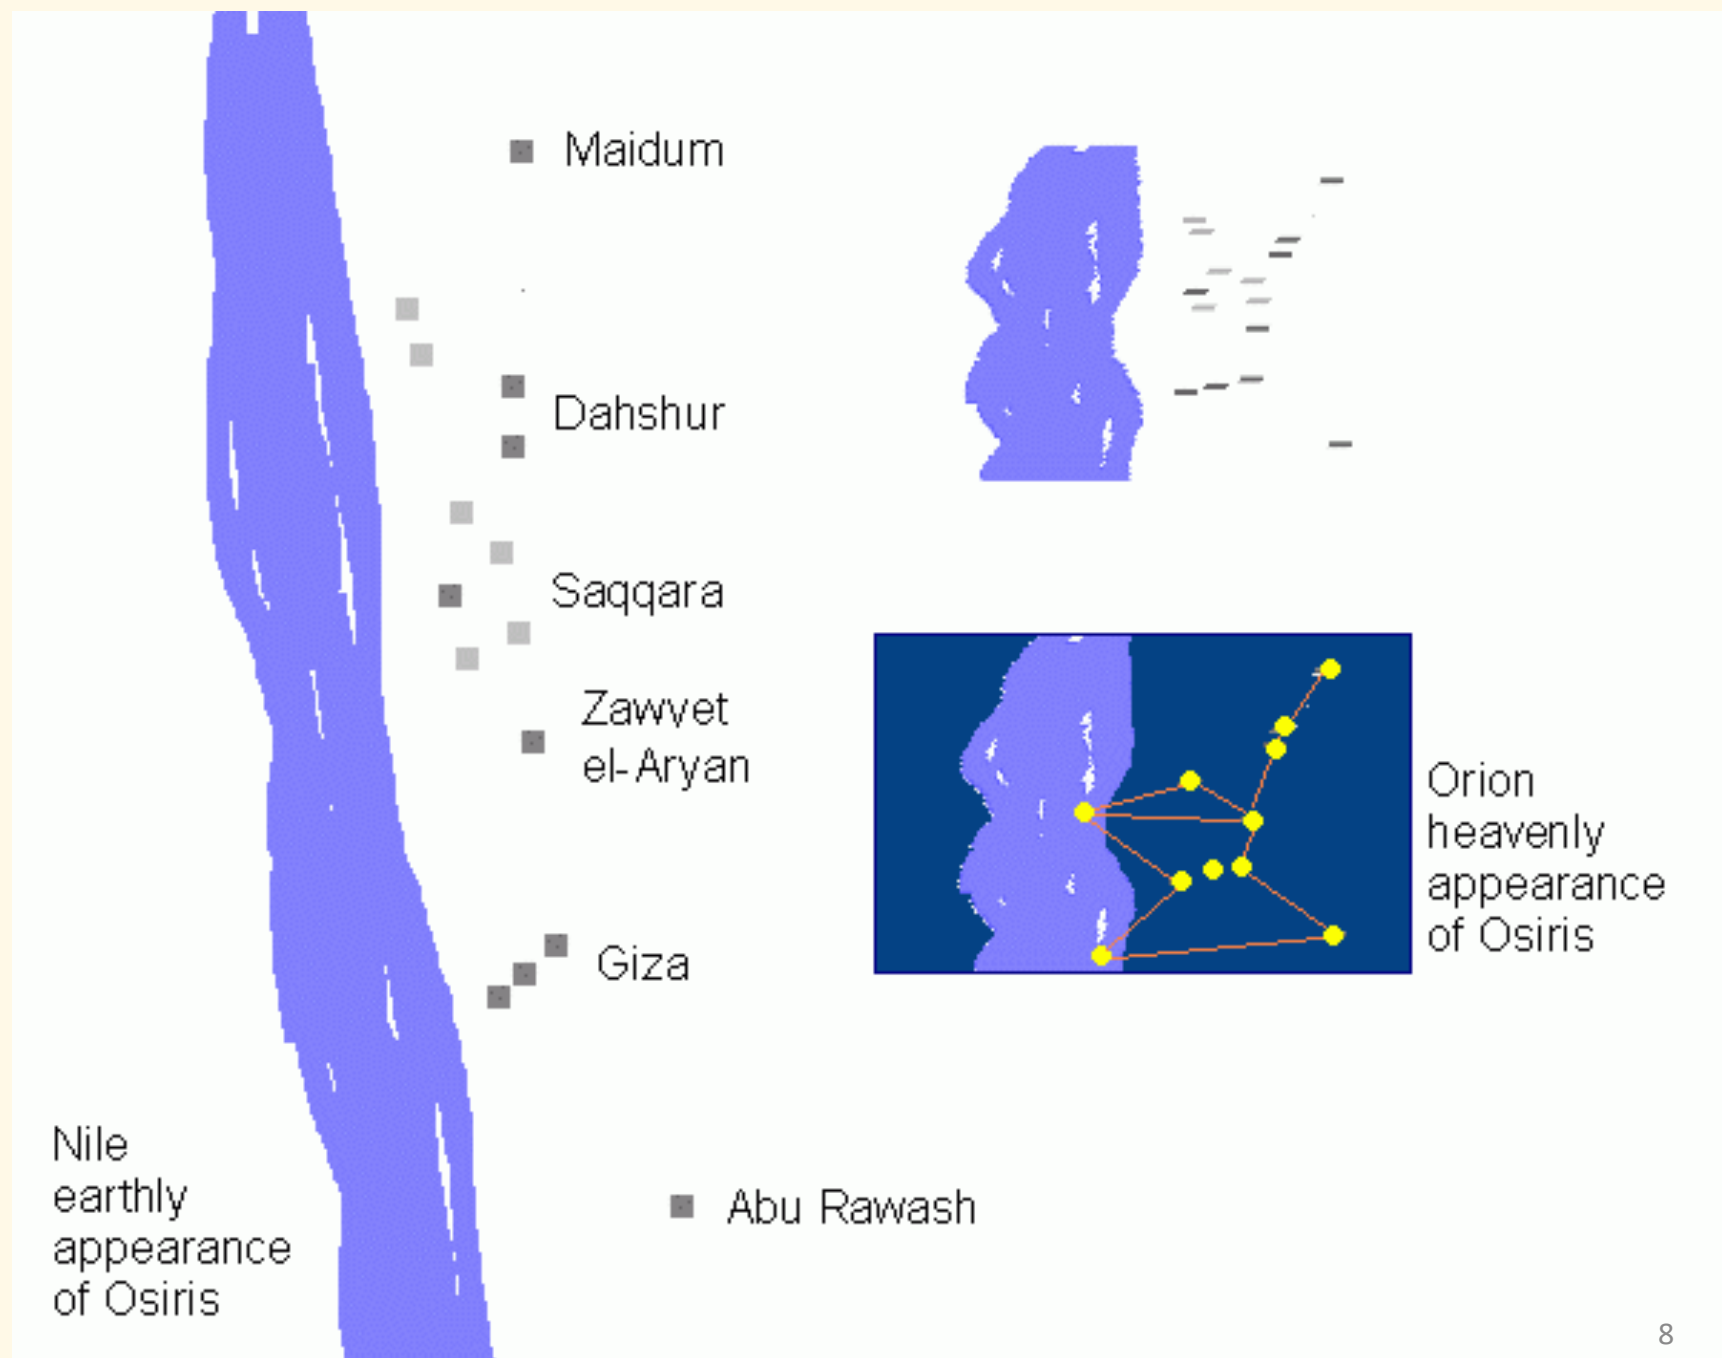 Maidum
Dahshur
Saqqara
Zawvet
el-Aryan
Giza
Abu Rawash
Nile
earthly
appearance
of Osiris
Orion
heavenly
appearance
of Osiris
8